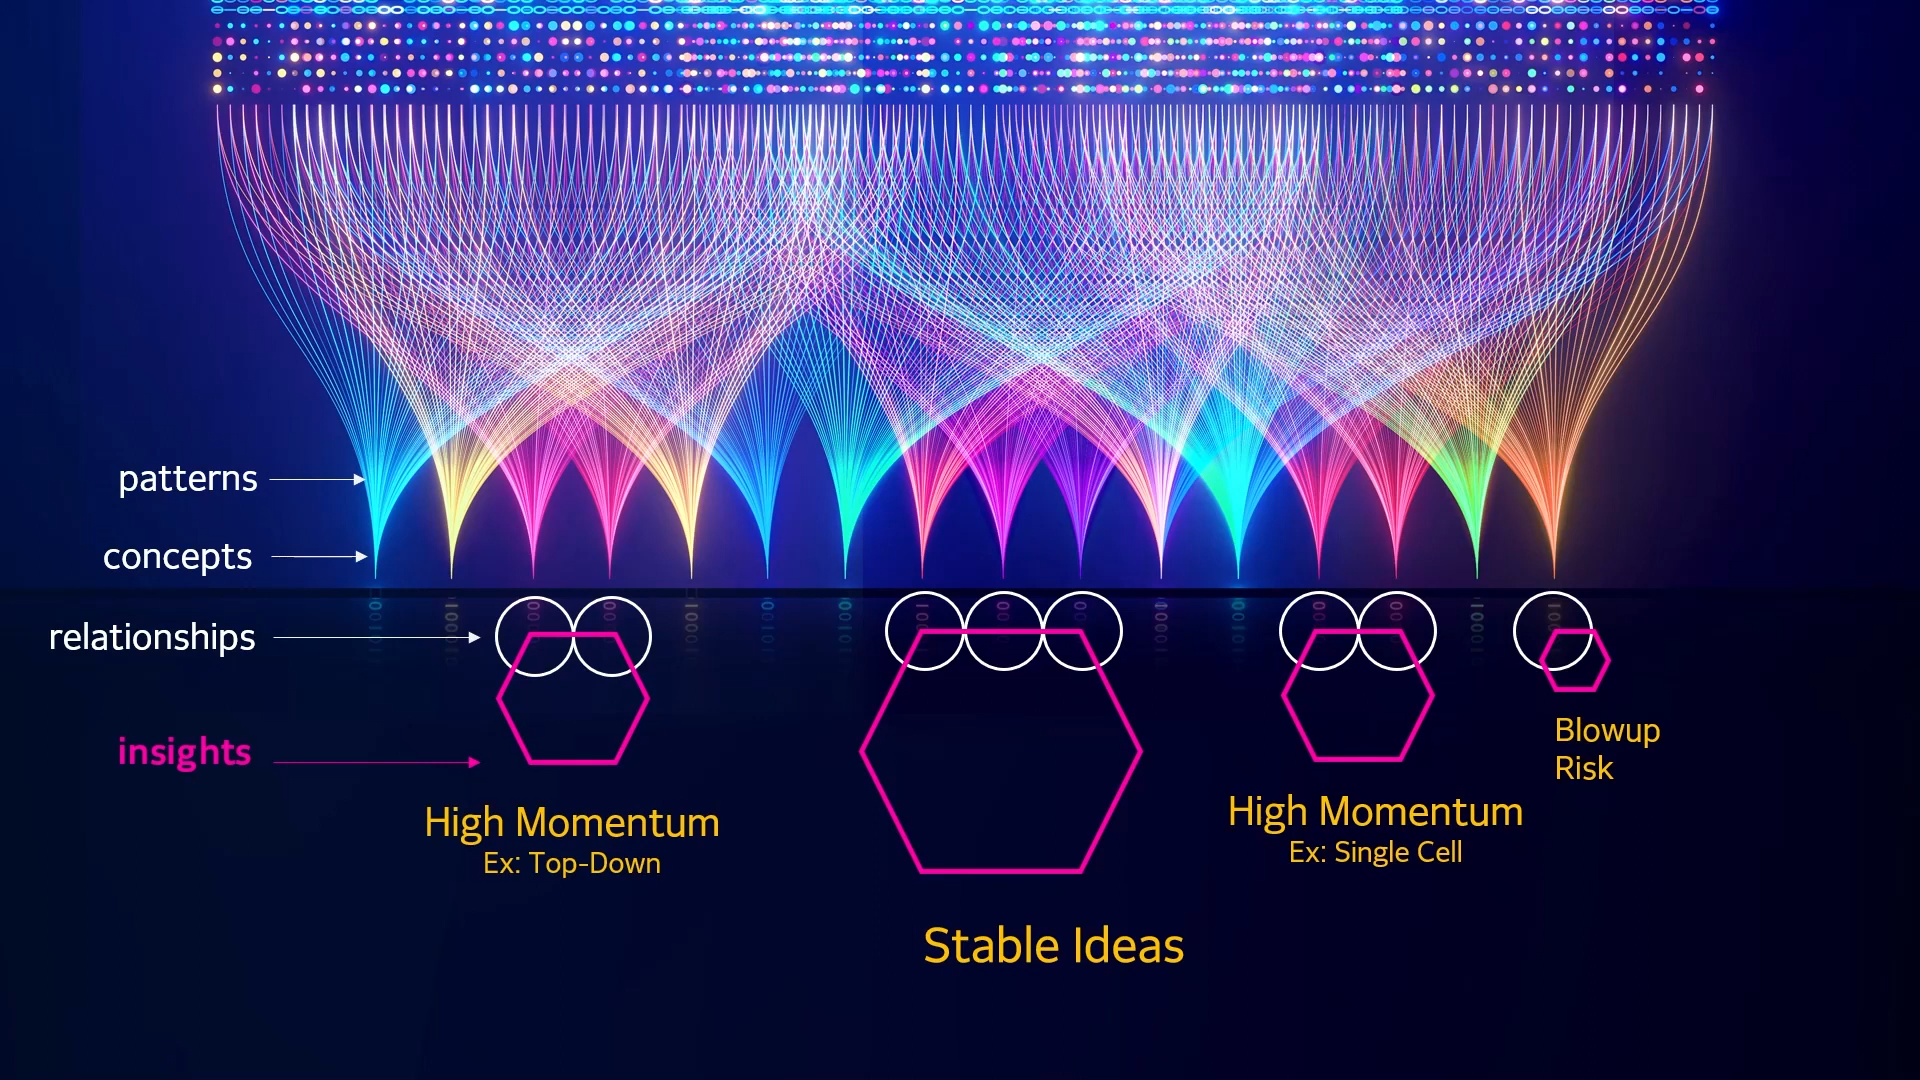 patterns
concepts
relationships
insights
High Momentum
Ex: Top-Down
Stable Ideas
High Momentum
Ex: Single Cell
Blowup
Risk